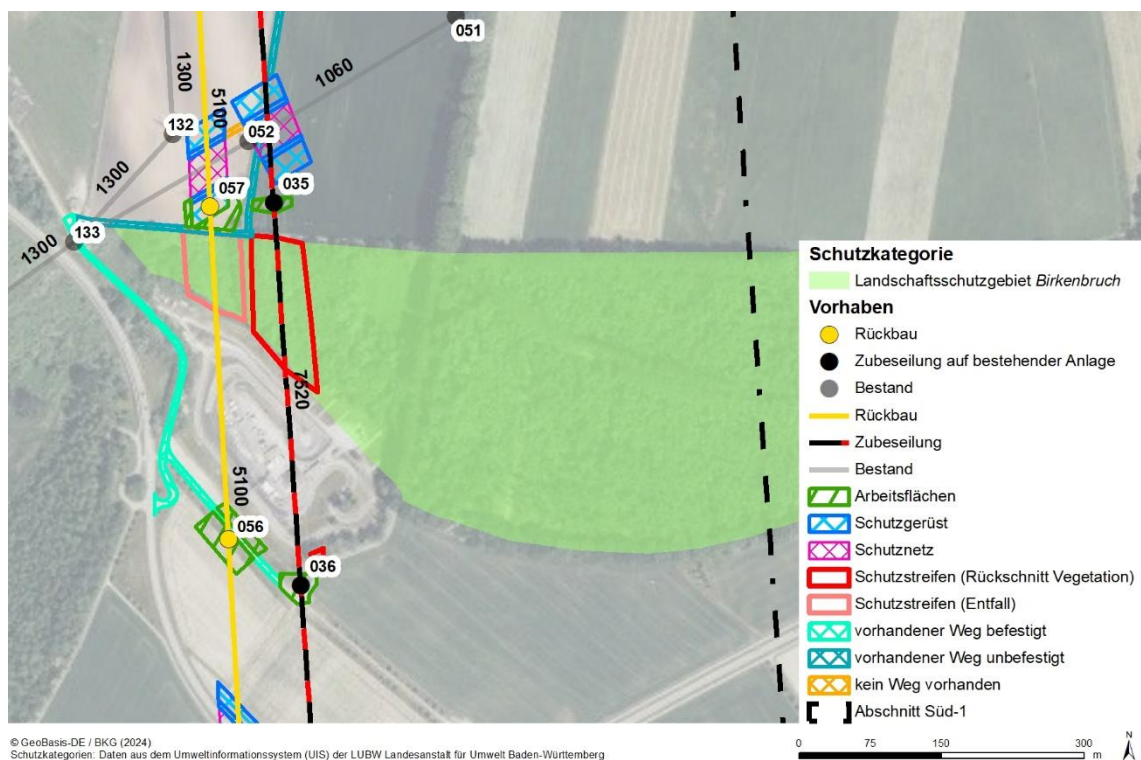 051
1300
5100
1060
132
052
1300
057
035
1300
133
7520
5100
056
036
Schutzkategorie
Landschaftsschutzgebiet Birkenbruch
Vorhaben
Rückbau
Zubeseilung auf bestehender Anlage
Bestand
Rückbau
Zubeseilung
Bestand
Arbeitsflächen
Schutzgerüst
Schutznetz
Schutzstreifen (Rückschnitt Vegetation)
Schutzstreifen (Entfall)
vorhandener Weg befestigt
vorhandener Weg unbefestigt
kein Weg vorhanden
Abschnitt Süd-1
© GeoBasis-DE / BKG (2024)
Schutzkategorien: Daten aus dem Umweltinformationssystem (UIS) der LUBW Landesanstalt für Umwelt Baden-Württemberg
0 75 150 300
m
N